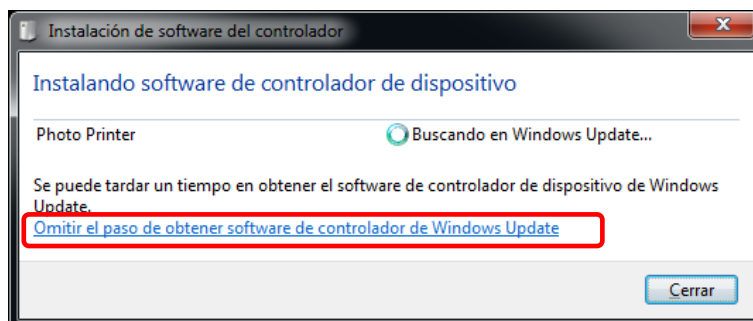 Instalación de software del controlador
Instalando software de controlador de dispositivo
Photo Printer Buscando en Windows Update...
Se puede tardar un tiempo en obtener el software de controlador de dispositivo de Windows
Update.
Omitir el paso de obtener software de controlador de Windows Update
Cerrar